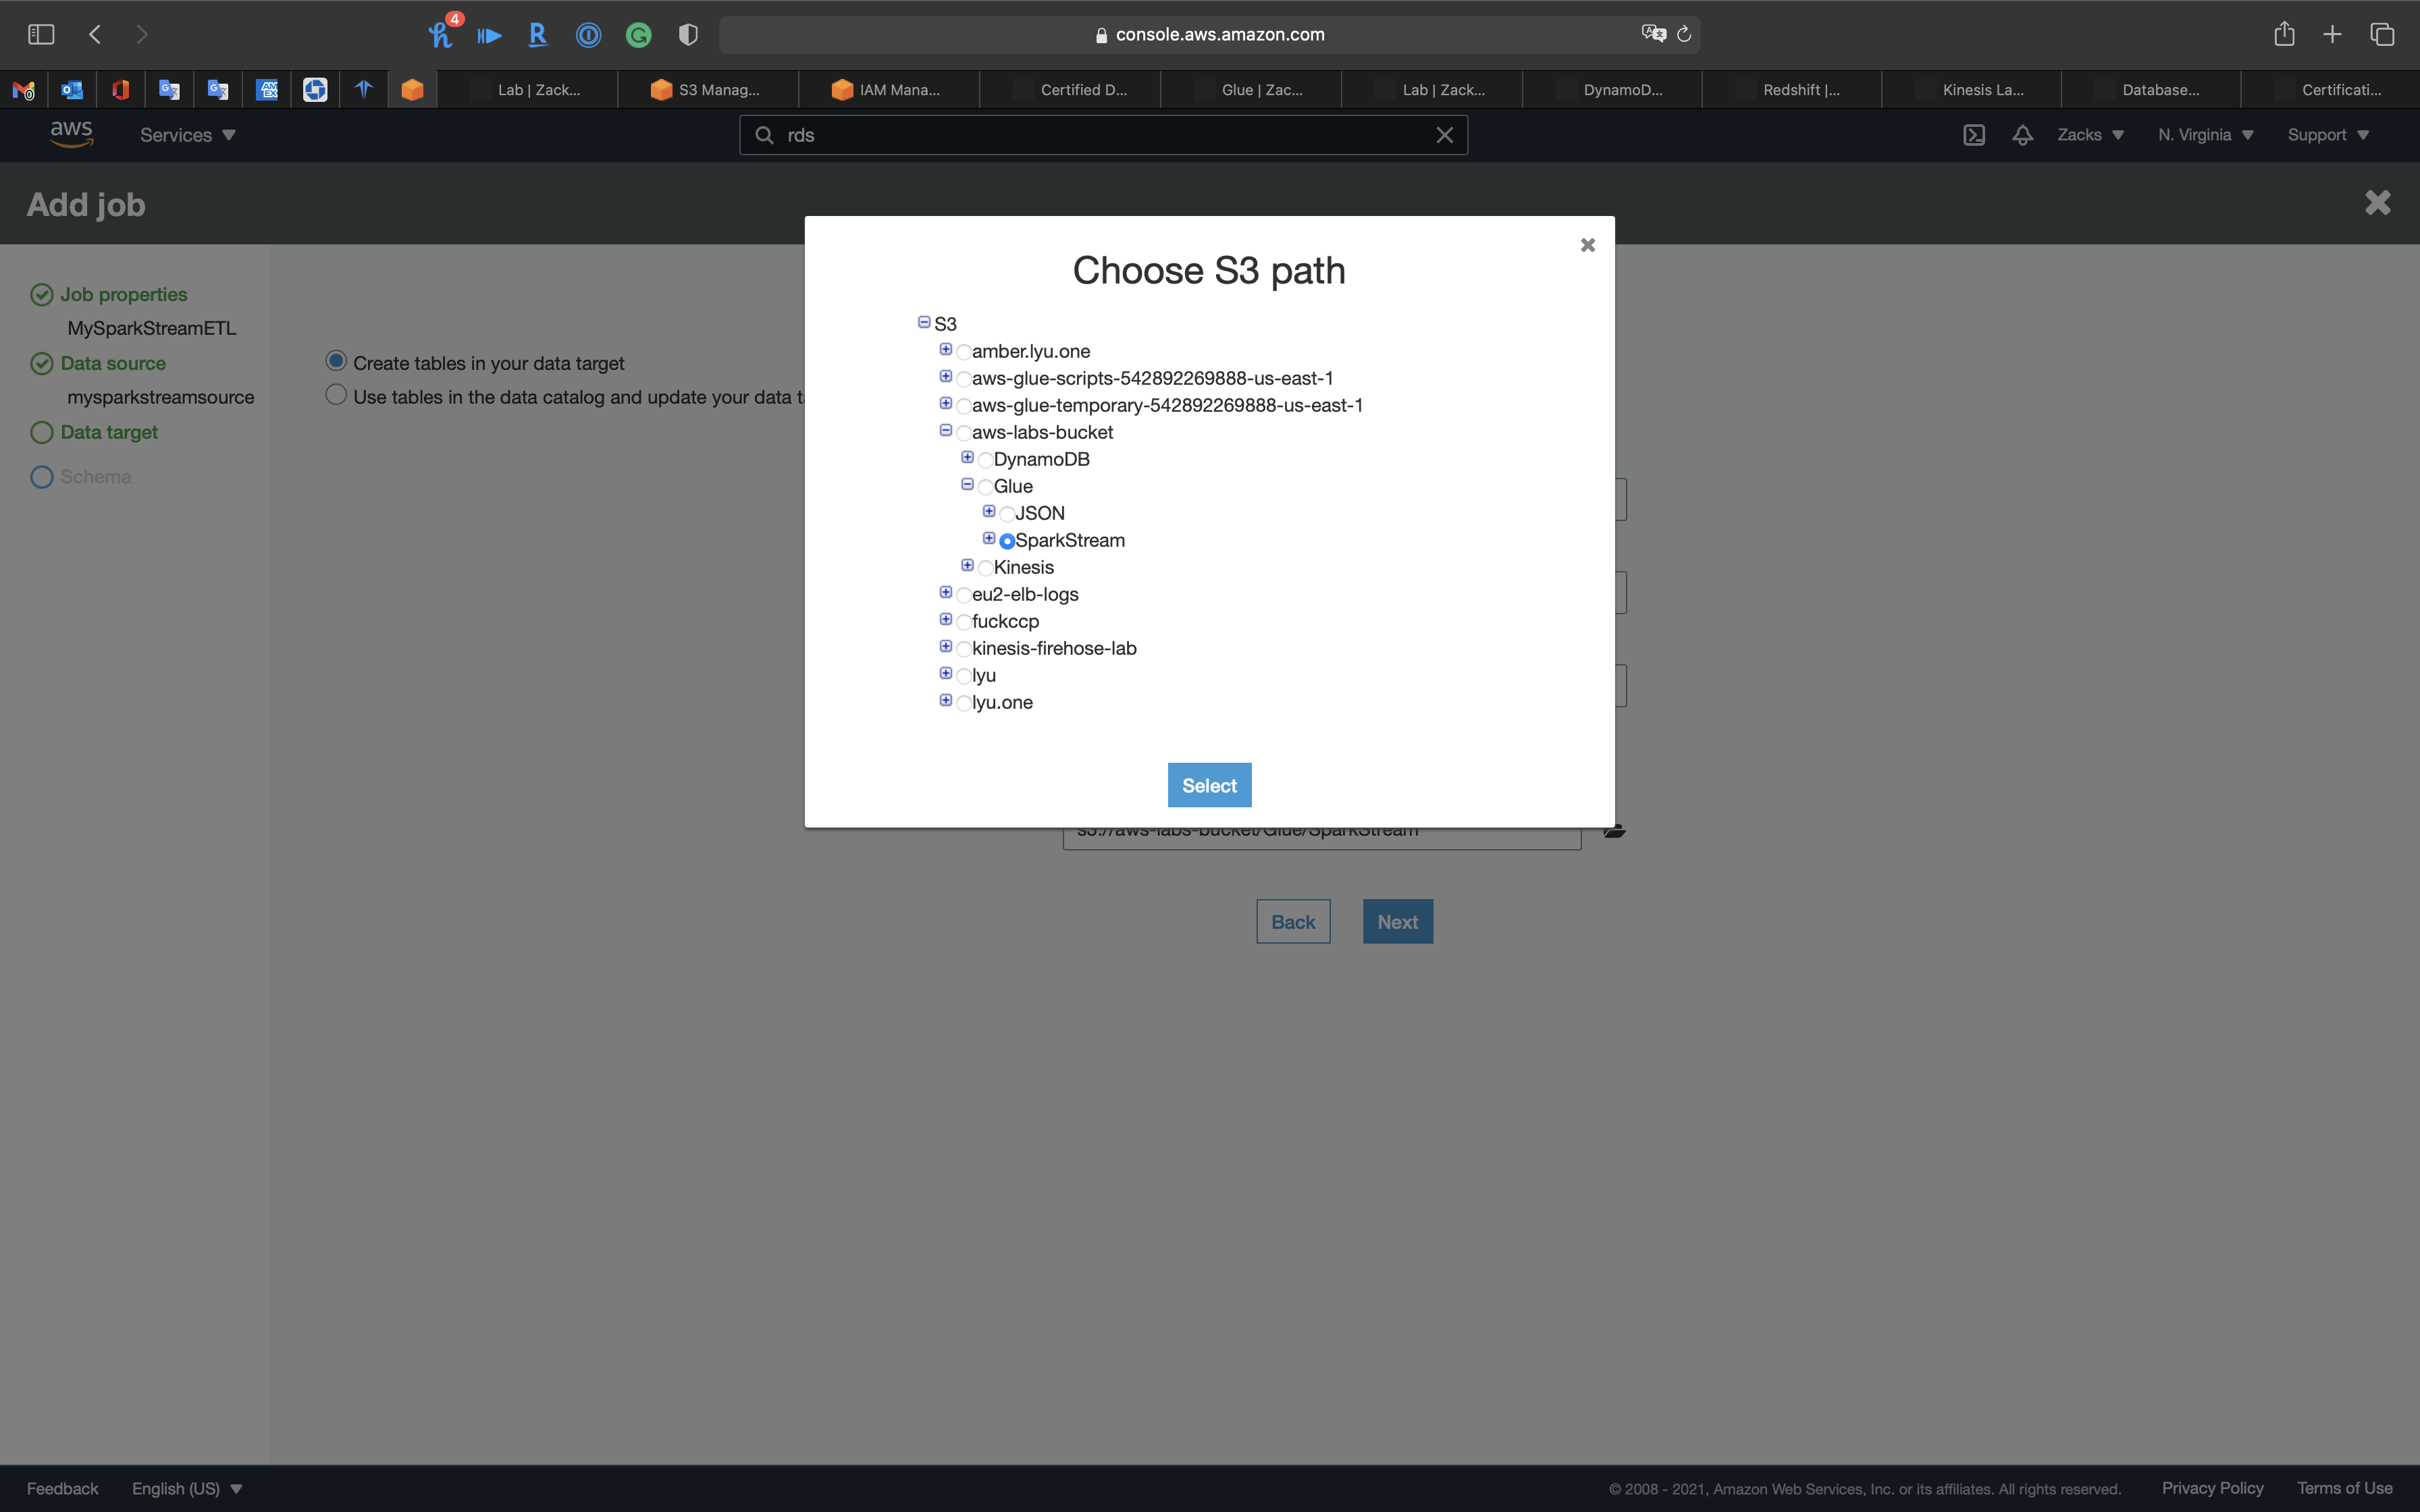 4
console.aws.amazon.com
Lab | Zack...
S3 Manag...
IAM Mana...
Certified D...
Glue | Zac...
Lab | Zack...
DynamoD...
Redshift |...
Kinesis La...
Database...
Certificati...
aws
Services
rds
Zacks
N. Virginia
Support
Add job
Job properties
MySparkStreamETL
Data source
mysparkstreamsource
Data target
Schema
Create tables in your data target
Use tables in the data catalog and update your data t
Choose S3 path
S3
amber.lyu.one
aws-glue-scripts-542892269888-us-east-1
aws-glue-temporary-542892269888-us-east-1
aws-labs-bucket
DynamoDB
Glue
JSON
SparkStream
Kinesis
eu2-elb-logs
fuckccp
kinesis-firehose-lab
lyu
lyu.one
Select
s3://aws-labs-bucket/Glue/SparkStream
Back
Next
Feedback
English (US)
© 2008 - 2021, Amazon Web Services, Inc. or its affiliates. All rights reserved.
Privacy Policy
Terms of Use